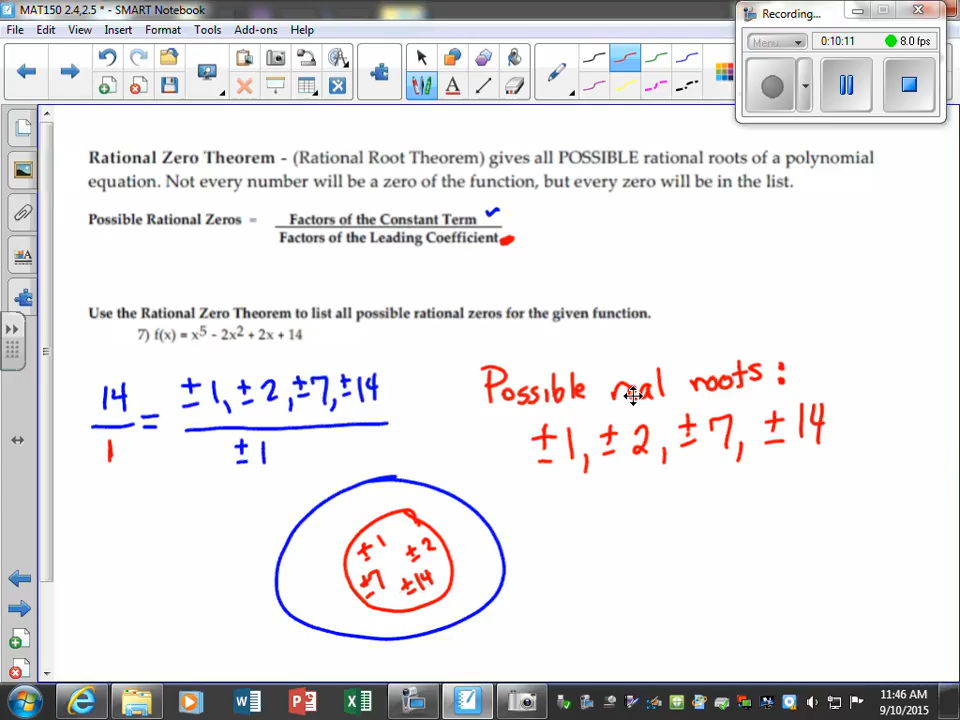 MAT150 2.4,2.5 * - SMART Notebook
Recording...
File Edit View Insert Format Tools Add-ons Help
Menu
0:10:11
8.0 fps
Rational Zero Theorem - (Rational Root Theorem) gives all POSSIBLE rational roots of a polynomial
equation. Not every number will be a zero of the function, but every zero will be in the list.
Possible Rational Zeros = Factors of the Constant Term
Factors of the Leading Coefficient
Use the Rational Zero Theorem to list all possible rational zeros for the given function.
7) f(x) = x⁵ - 2x² + 2x + 14
14/1 = ±1, ±2, ±7, ±14 / ±1
Possible real roots:
±1, ±2, ±7, ±14
±1 ±2
±7 ±14
11:46 AM
9/10/2015